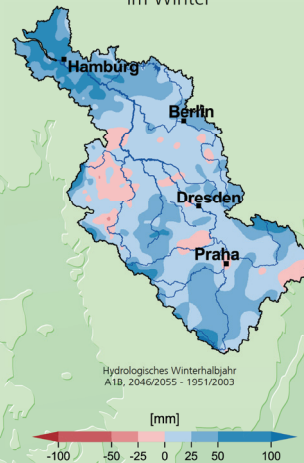 im Winter
Hamburg
Berlin
Dresden
Praha
Hydrologisches Winterhalbjahr
A1B, 2046/2055 - 1951/2003
[mm]
-100 -50 -25 0 25 50 100